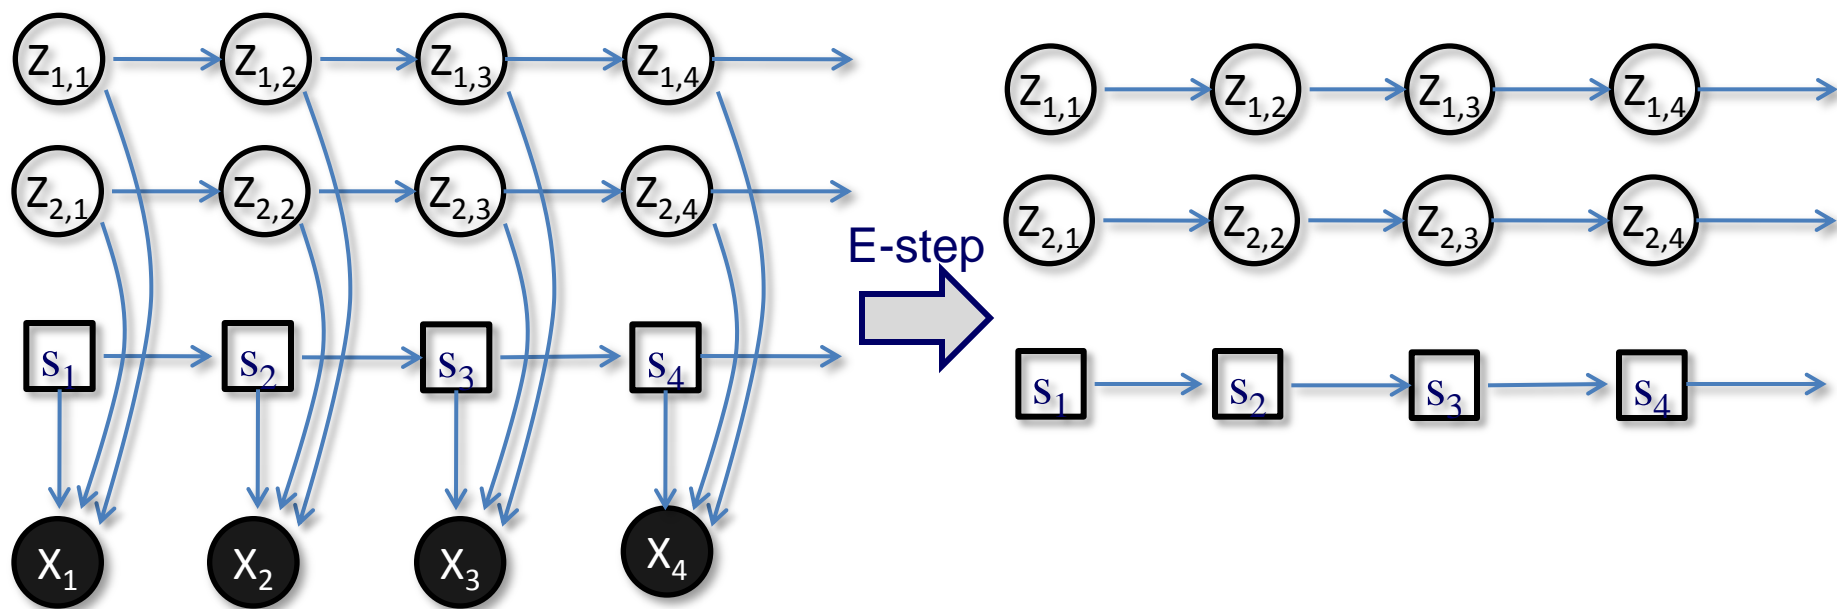 Z1,1 Z1,2 Z1,3 Z1,4
Z2,1 Z2,2 Z2,3 Z2,4
s1 s2 s3 s4
X1 X2 X3 X4
E-step
Z1,1 Z1,2 Z1,3 Z1,4
Z2,1 Z2,2 Z2,3 Z2,4
s1 s2 s3 s4